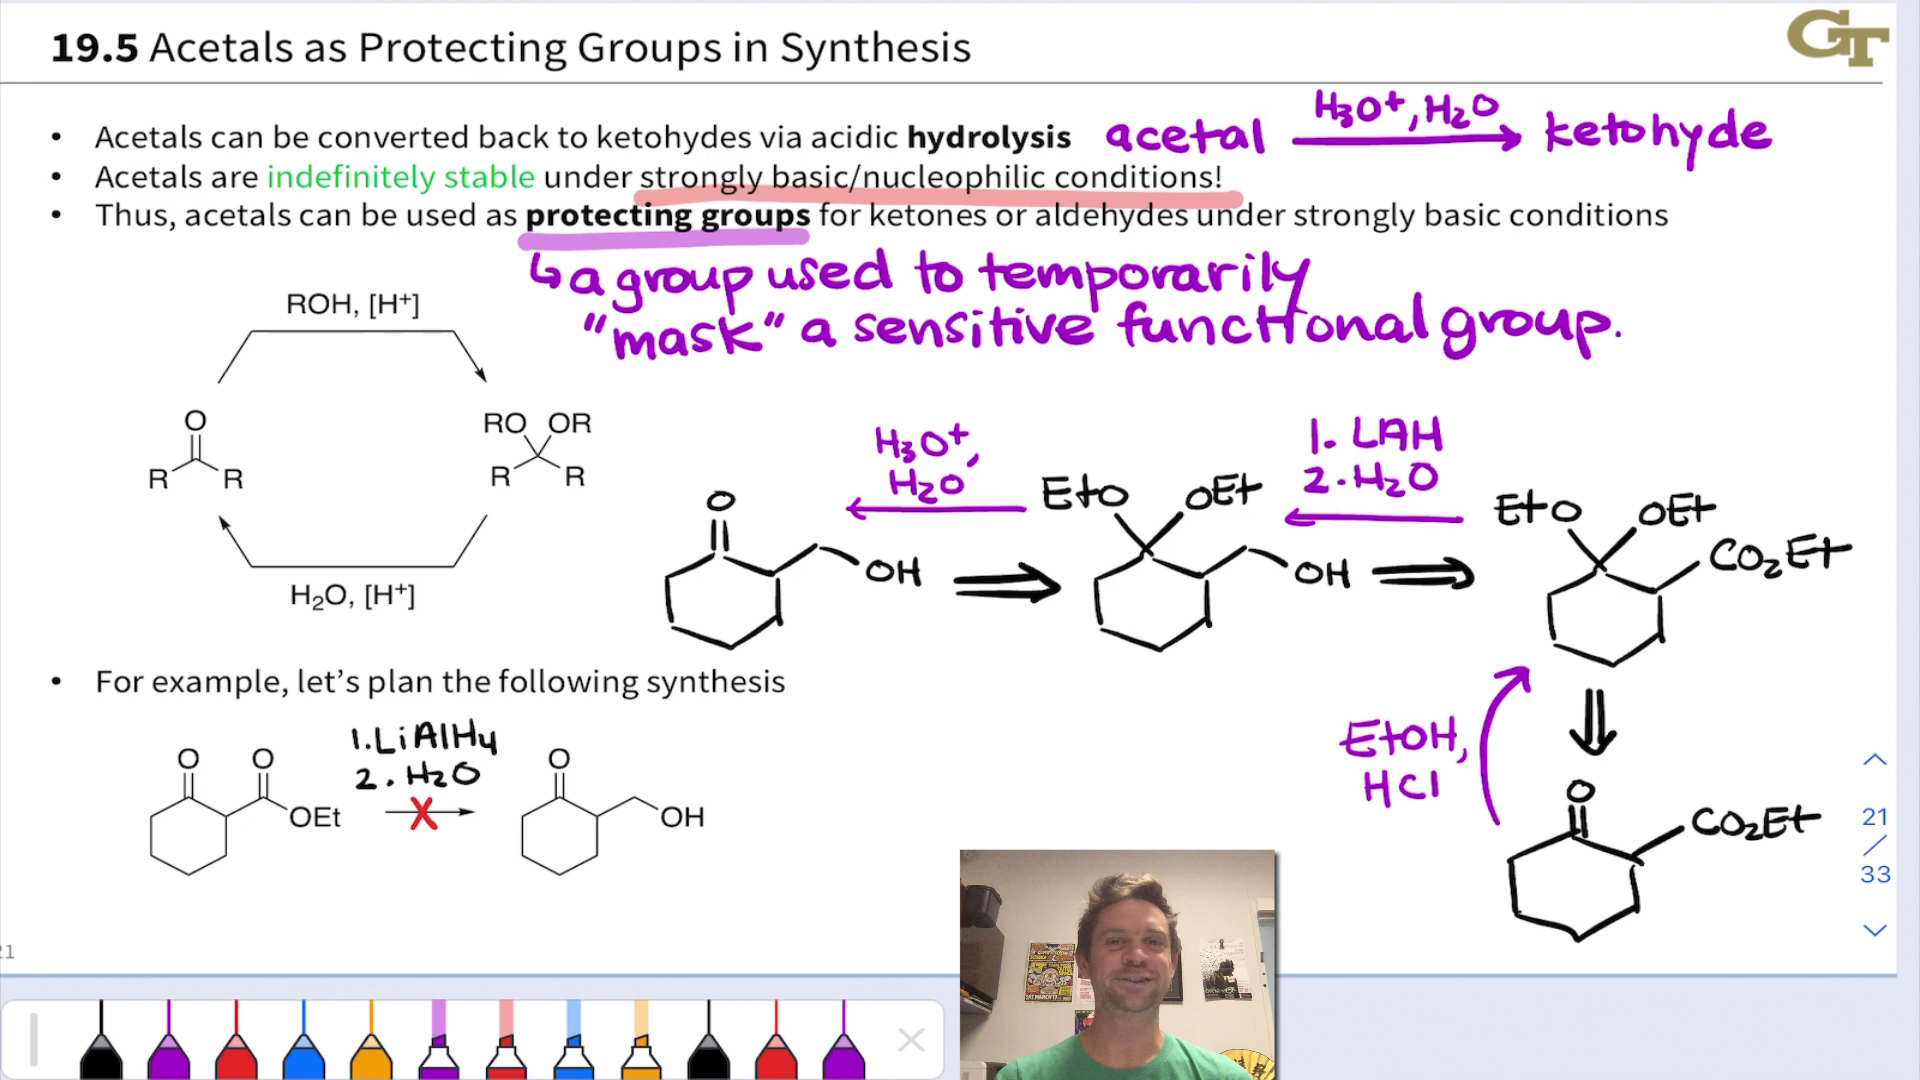 19.5 Acetals as Protecting Groups in Synthesis
GT
• Acetals can be converted back to ketohydes via acidic hydrolysis
acetal H₃O⁺, H₂O ketohyde
• Acetals are indefinitely stable under strongly basic/nucleophilic conditions!
• Thus, acetals can be used as protecting groups for ketones or aldehydes under strongly basic conditions
↳ a group used to temporarily
"mask" a sensitive functional group.
ROH, [H⁺]
O
R R
RO OR
R R
H₂O, [H⁺]
O
OH
H₃O⁺,
H₂O
EtO OEt
OH
1. LAH
2. H₂O
EtO OEt
CO₂Et
EtOH,
HCl
O
CO₂Et
• For example, let's plan the following synthesis
O O
OEt
1. LiAlH₄
2. H₂O
X
O
OH
21
/
33
21